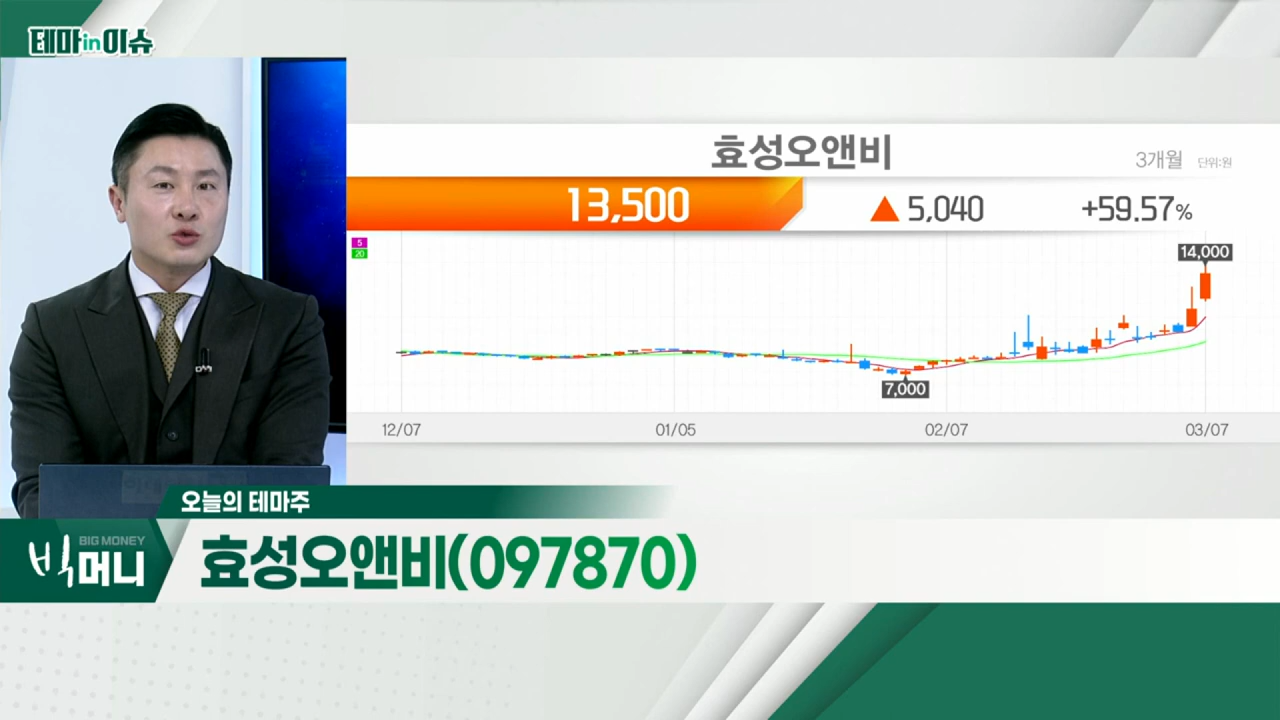 테마in이슈
효성오앤비
3개월 단위:원
13,500 ▲ 5,040 +59.57%
5
20
14,000
7,000
12/07 01/05 02/07 03/07
오늘의 테마주
BIG MONEY
빅머니
효성오앤비(097870)